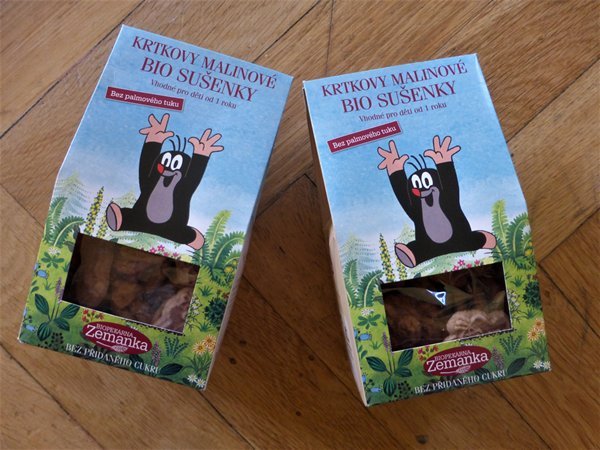 KRTKOVY MALINOVÉ
BIO SUŠENKY
Vhodné pro děti od 1 roku
Bez palmového tuku
BIOPEKÁRNA
Zemanka
BEZ PŘIDANÉHO CUKRU
KRTKOVY MALINOVÉ
BIO SUŠENKY
Vhodné pro děti od 1 roku
Bez palmového tuku
BIOPEKÁRNA
Zemanka
BEZ PŘIDANÉHO CUKRU